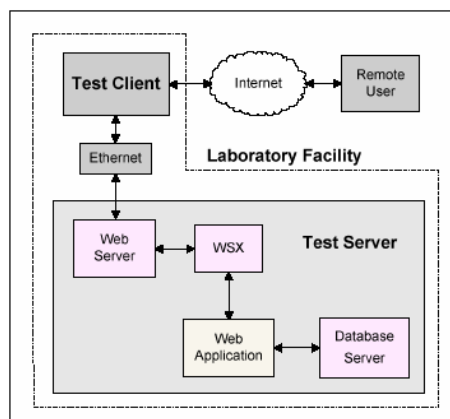 Test Client
Internet
Remote
User
Ethernet
Laboratory Facility
Web
Server
WSX
Test Server
Web
Application
Database
Server